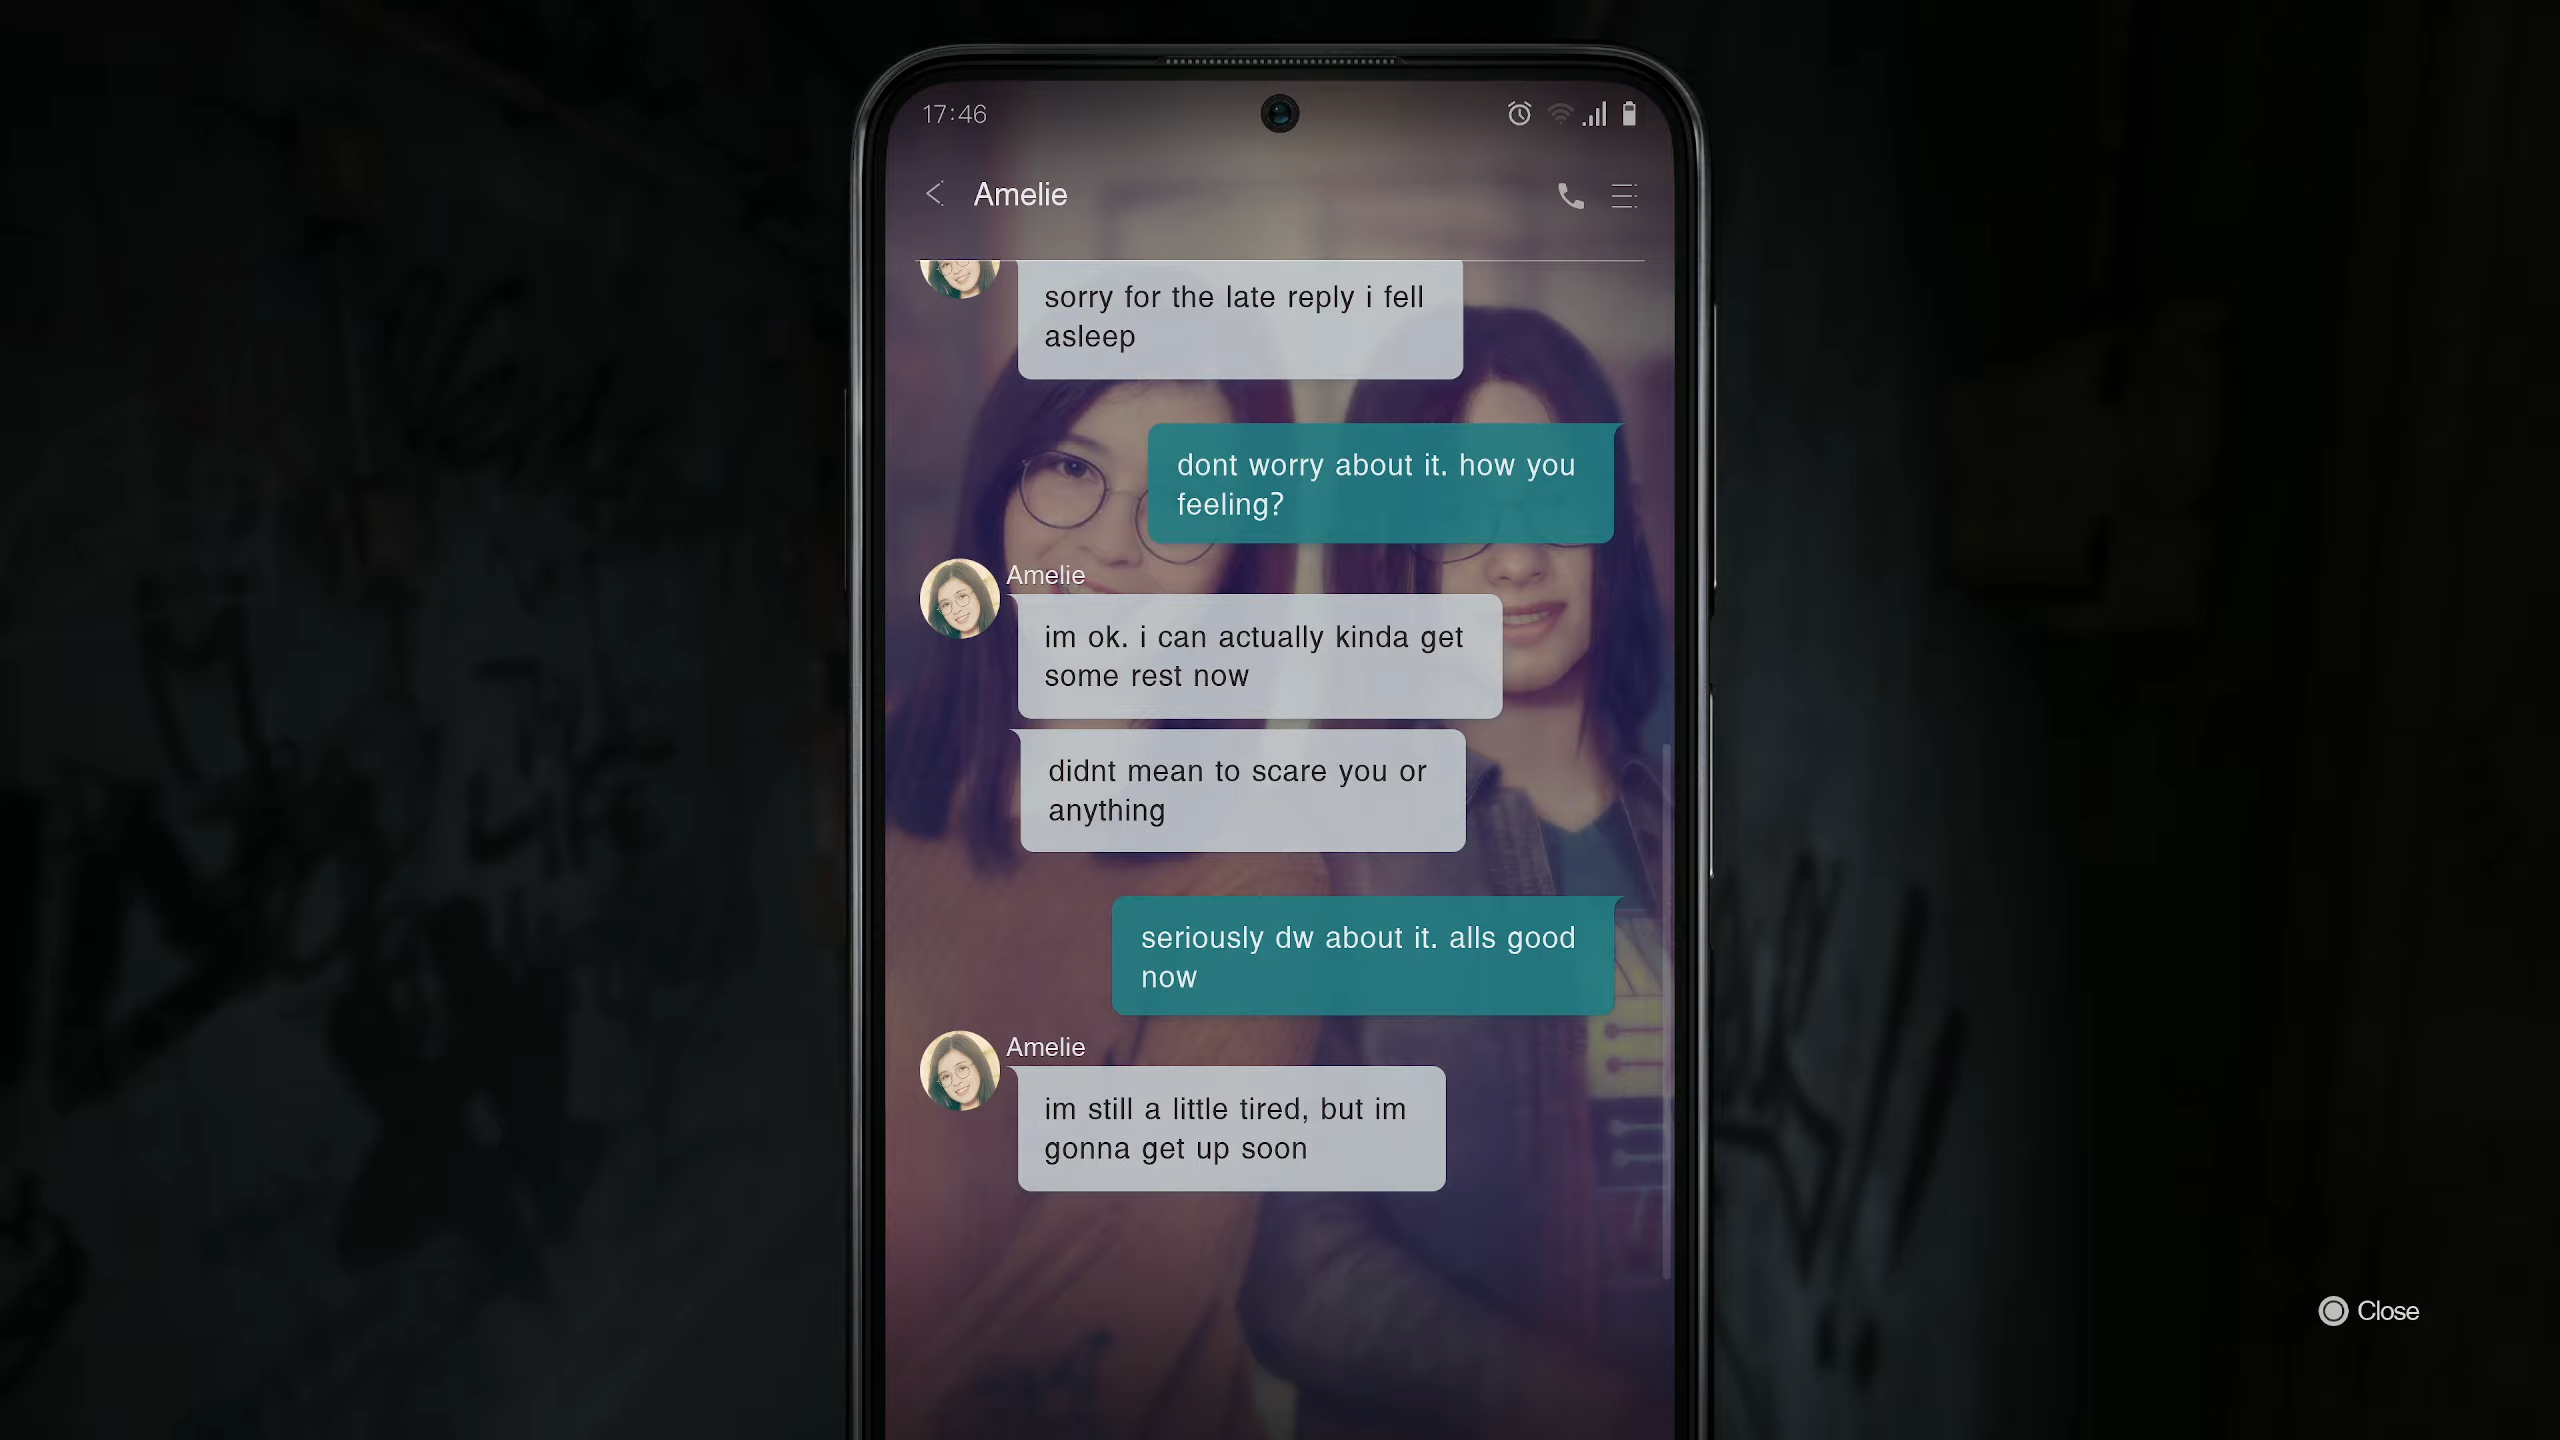 17:46
Amelie
sorry for the late reply i fell
asleep
dont worry about it. how you
feeling?
Amelie
im ok. i can actually kinda get
some rest now
didnt mean to scare you or
anything
seriously dw about it. alls good
now
Amelie
im still a little tired, but im
gonna get up soon
Close